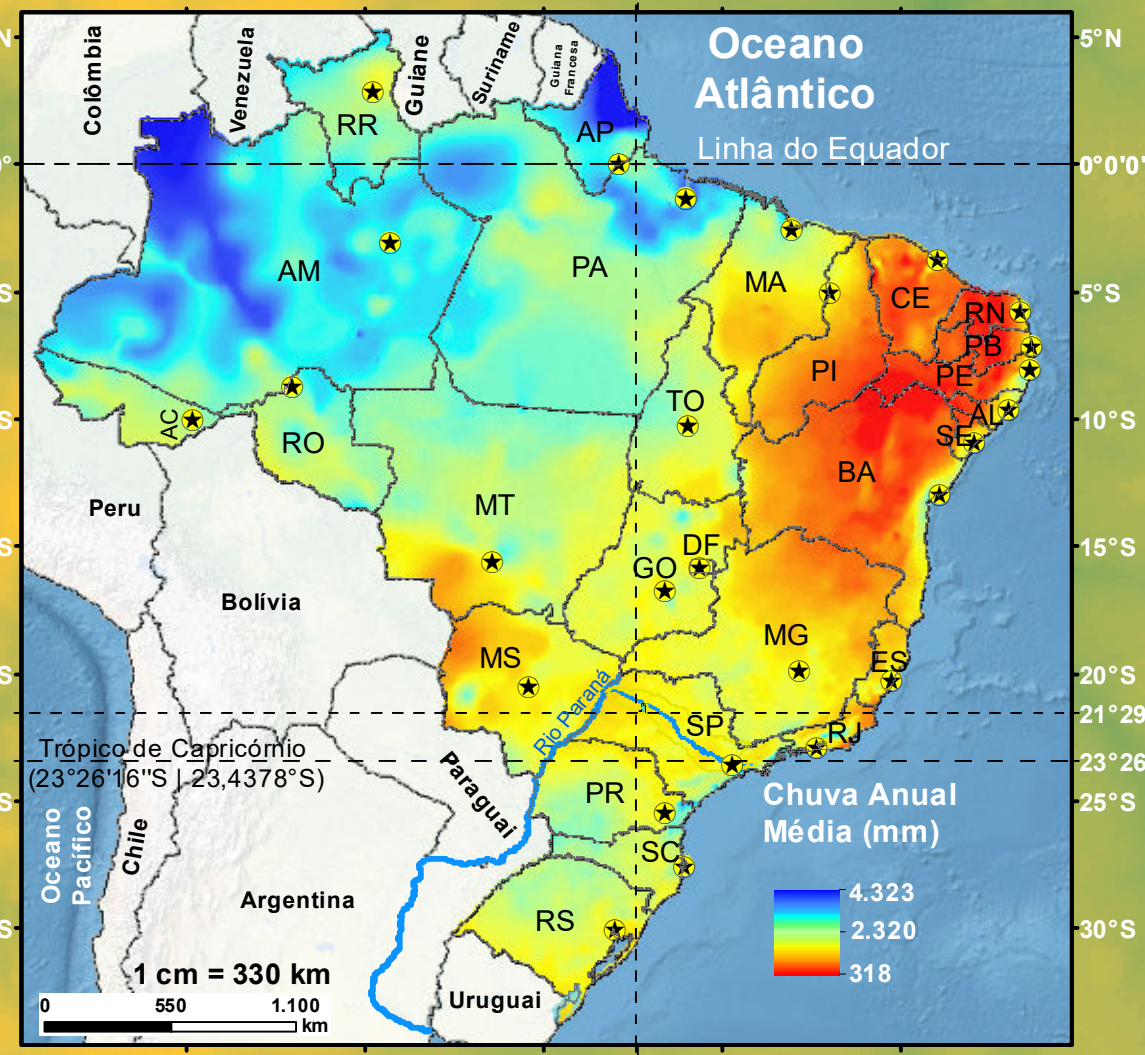 Oceano
Atlântico
Linha do Equador
Colômbia
Venezuela
Guiane
Suriname
Guiana
Francesa
N
5°N
RR
AP
0°
0°0'0"
AM
PA
MA
CE
RN
PB
PI
PE
AL
SE
S
5°S
AC
RO
TO
BA
S
10°S
Peru
MT
DF
GO
S
15°S
Bolívia
MG
ES
MS
S
20°S
Rio Paraná
SP
RJ
21°29
Trópico de Capricórnio
(23°26'16"S | 23,4378°S)
23°26
Paraguai
PR
S
25°S
Oceano
Pacífico
Chile
SC
Argentina
RS
S
30°S
Uruguai
Chuva Anual
Média (mm)
4.323
2.320
318
1 cm = 330 km
0 550 1.100
km